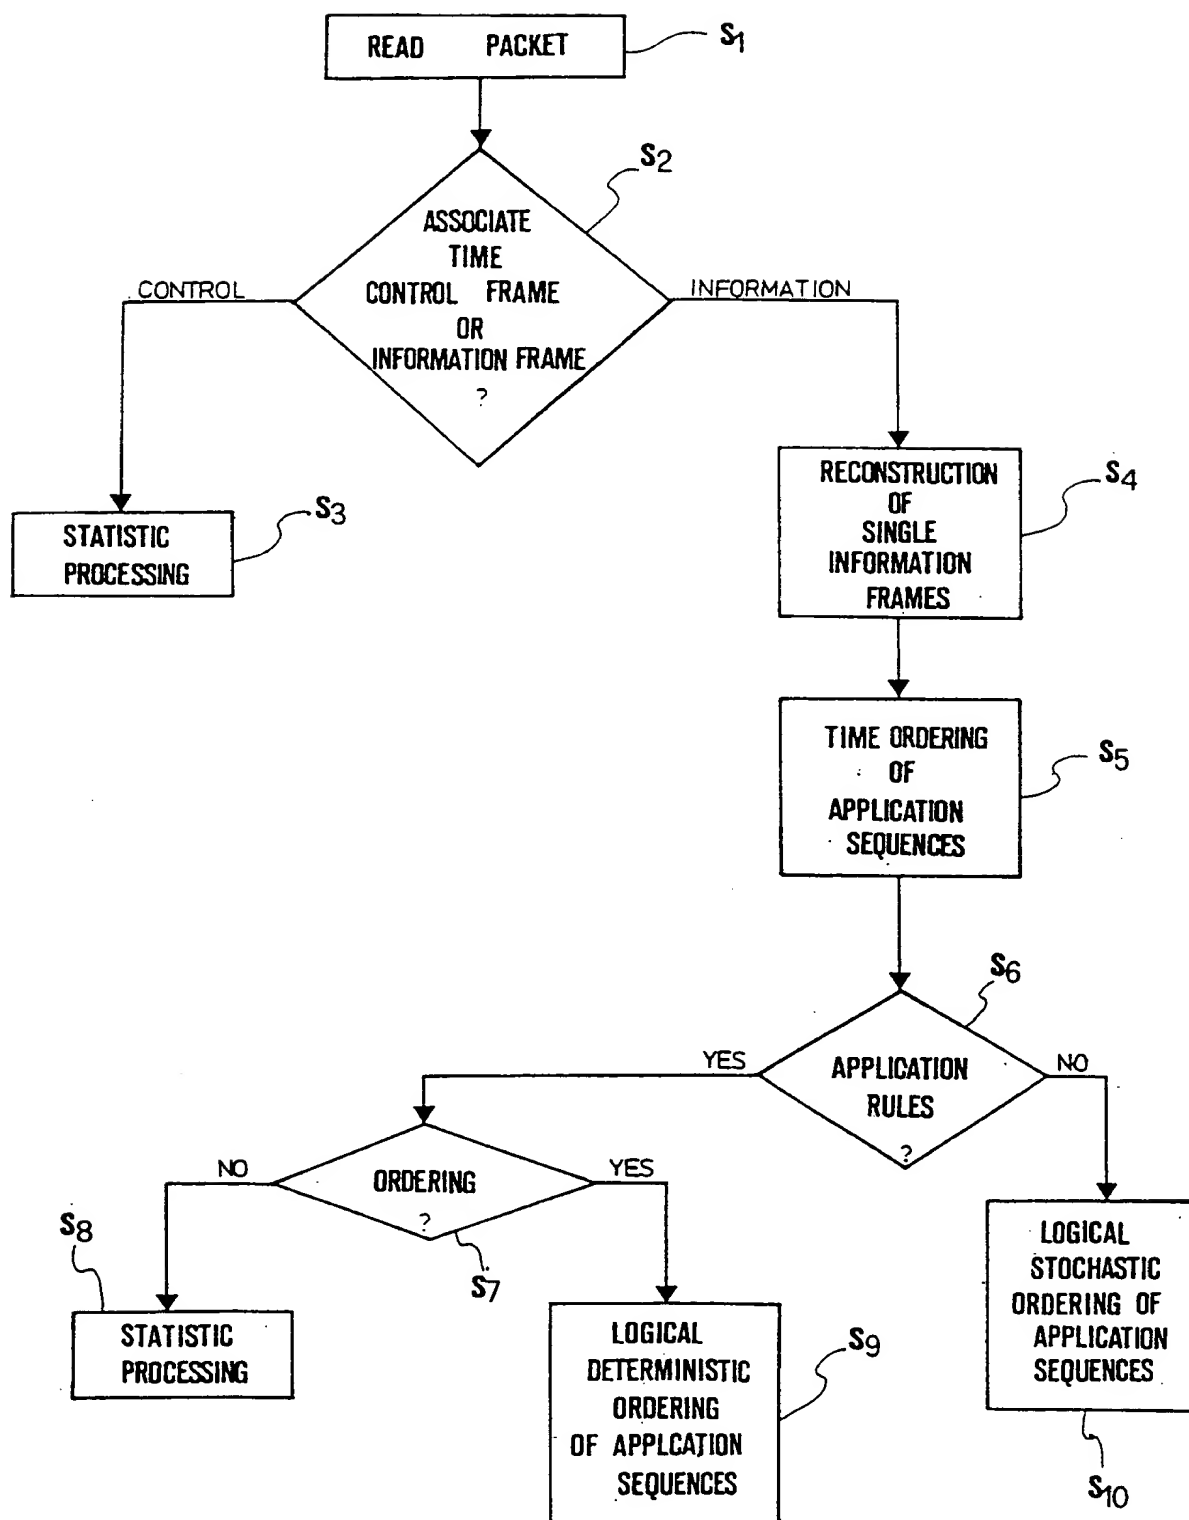 READ PACKET
S1
S2
ASSOCIATE
TIME
CONTROL FRAME
OR
INFORMATION FRAME
?
CONTROL
INFORMATION
S3
STATISTIC
PROCESSING
S4
RECONSTRUCTION
OF
SINGLE
INFORMATION
FRAMES
S5
TIME ORDERING
OF
APPLICATION
SEQUENCES
S6
APPLICATION
RULES
?
YES
NO
S7
ORDERING
?
NO
YES
S8
STATISTIC
PROCESSING
S9
LOGICAL
DETERMINISTIC
ORDERING
OF APPLCATION
SEQUENCES
LOGICAL
STOCHASTIC
ORDERING OF
APPLICATION
SEQUENCES
S10